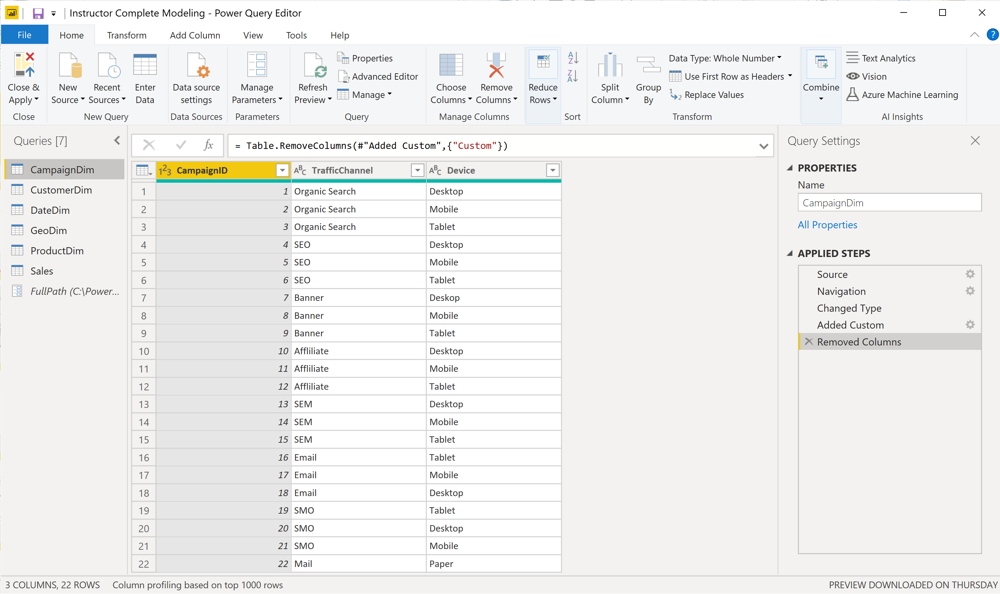 Instructor Complete Modeling - Power Query Editor
File Home Transform Add Column View Tools Help
Close & Apply
New Source
Recent Sources
Enter Data
Data source settings
Manage Parameters
Refresh Preview
Properties
Advanced Editor
Manage
Choose Columns
Remove Columns
Reduce Rows
Split Column
Group By
Data Type: Whole Number
Use First Row as Headers
Replace Values
Combine
Text Analytics
Vision
Azure Machine Learning
Close New Query Data Sources Parameters Query Manage Columns Sort Transform AI Insights
Queries [7]
CampaignDim
CustomerDim
DateDim
GeoDim
ProductDim
Sales
FullPath (C:\Power...
fx = Table.RemoveColumns(#"Added Custom",{"Custom"})
123 CampaignID ABC TrafficChannel ABC Device
1 1 Organic Search Desktop
2 2 Organic Search Mobile
3 3 Organic Search Tablet
4 4 SEO Desktop
5 5 SEO Mobile
6 6 SEO Tablet
7 7 Banner Deskop
8 8 Banner Mobile
9 9 Banner Tablet
10 10 Affliliate Desktop
11 11 Affliliate Mobile
12 12 Affliliate Tablet
13 13 SEM Desktop
14 14 SEM Mobile
15 15 SEM Tablet
16 16 Email Tablet
17 17 Email Mobile
18 18 Email Desktop
19 19 SMO Tablet
20 20 SMO Desktop
21 21 SMO Mobile
22 22 Mail Paper
Query Settings
PROPERTIES
Name
CampaignDim
All Properties
APPLIED STEPS
Source
Navigation
Changed Type
Added Custom
Removed Columns
3 COLUMNS, 22 ROWS Column profiling based on top 1000 rows PREVIEW DOWNLOADED ON THURSDAY